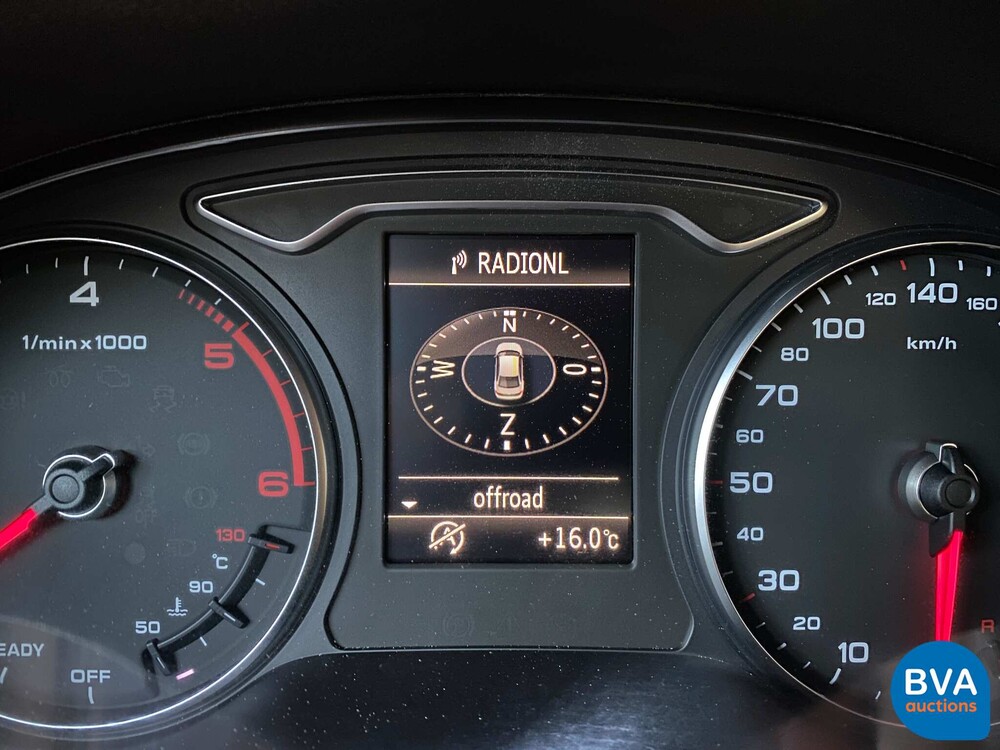 RADIONL
N
W O
Z
offroad
+16.0°C
4
1/min x 1000
5
6
130
°C
90
50
EADY
OFF
120 140 160
100
km/h
80
70
60
50
40
30
20
10
R
BVA
auctions